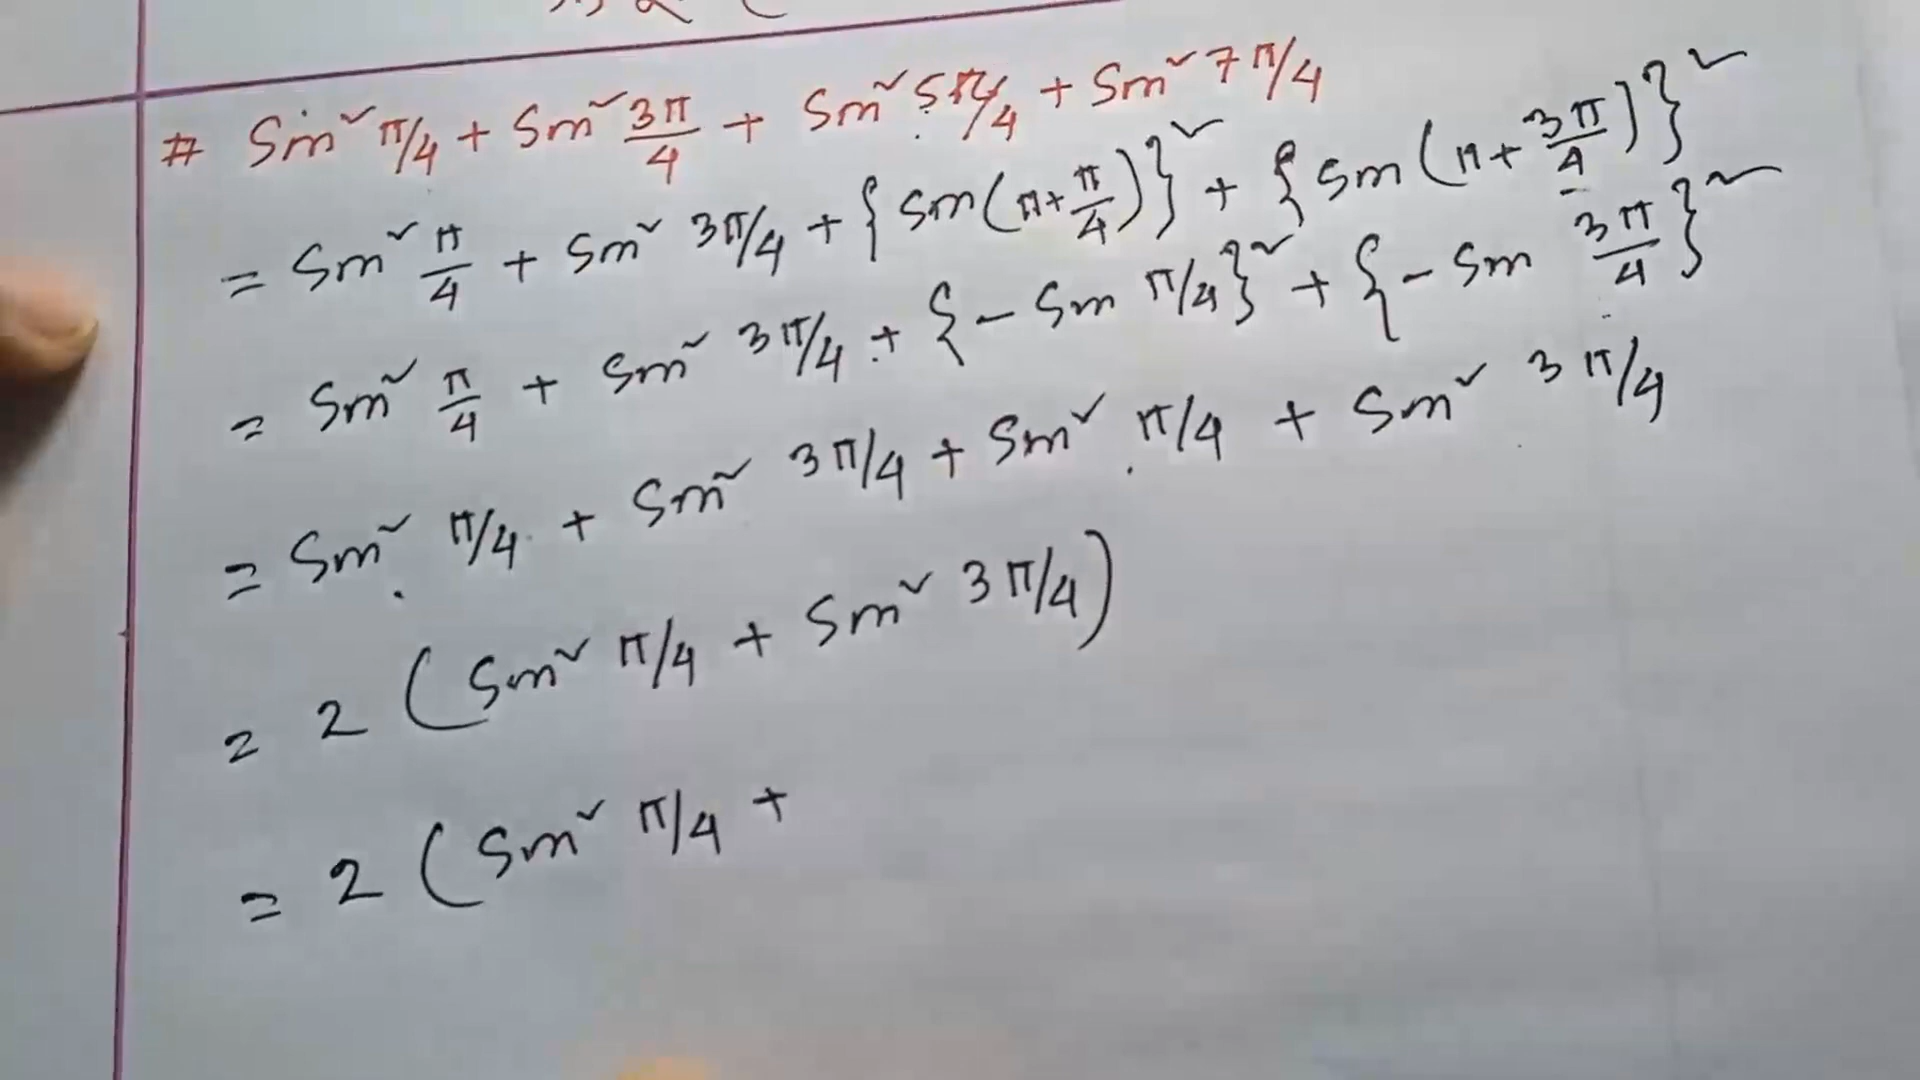 # Sin² π/4 + Sin² 3π/4 + Sin² 5π/4 + Sin² 7π/4
= Sin² π/4 + Sin² 3π/4 + {Sin(π+π/4)}² + {Sin(π+3π/4)}²
= Sin² π/4 + Sin² 3π/4 + {- Sin π/4}² + {- Sin 3π/4}²
= Sin² π/4 + Sin² 3π/4 + Sin² π/4 + Sin² 3π/4
= 2 (Sin² π/4 + Sin² 3π/4)
= 2 (Sin² π/4 +